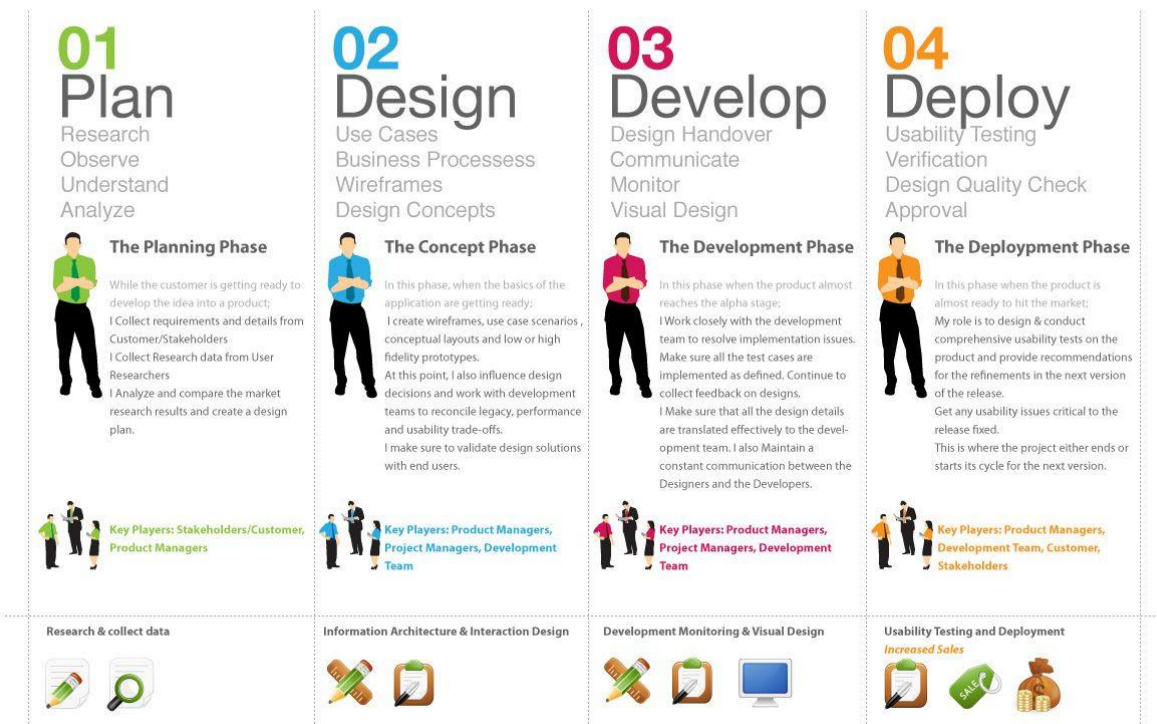 01
Plan
Research
Observe
Understand
Analyze
The Planning Phase
While the customer is getting ready to
develop the idea into a product;
I Collect requirements and details from
Customer/Stakeholders
I Collect Research data from User
Researchers
I Analyze and compare the market
research results and create a design
plan.
Key Players: Stakeholders/Customer,
Product Managers
Research & collect data
02
Design
Use Cases
Business Processess
Wireframes
Design Concepts
The Concept Phase
In this phase, when the basics of the
application are getting ready;
I create wireframes, use case scenarios ,
conceptual layouts and low or high
fidelity prototypes.
At this point, I also influence design
decisions and work with development
teams to reconcile legacy, performance
and usability trade-offs.
I make sure to validate design solutions
with end users.
Key Players: Product Managers,
Project Managers, Development
Team
Information Architecture & Interaction Design
03
Develop
Design Handover
Communicate
Monitor
Visual Design
The Development Phase
In this phase when the product almost
reaches the alpha stage;
I Work closely with the development
team to resolve implementation issues.
Make sure all the test cases are
implemented as defined. Continue to
collect feedback on designs.
I Make sure that all the design details
are translated effectively to the devel-
opment team. I also Maintain a
constant communication between the
Designers and the Developers.
Key Players: Product Managers,
Project Managers, Development
Team
Development Monitoring & Visual Design
04
Deploy
Usability Testing
Verification
Design Quality Check
Approval
The Deploypment Phase
In this phase when the product is
almost ready to hit the market;
My role is to design & conduct
comprehensive usability tests on the
product and provide recommendations
for the refinements in the next version
of the release.
Get any usability issues critical to the
release fixed.
This is where the project either ends or
starts its cycle for the next version.
Key Players: Product Managers,
Development Team, Customer,
Stakeholders
Usability Testing and Deployment
Increased Sales
SALE